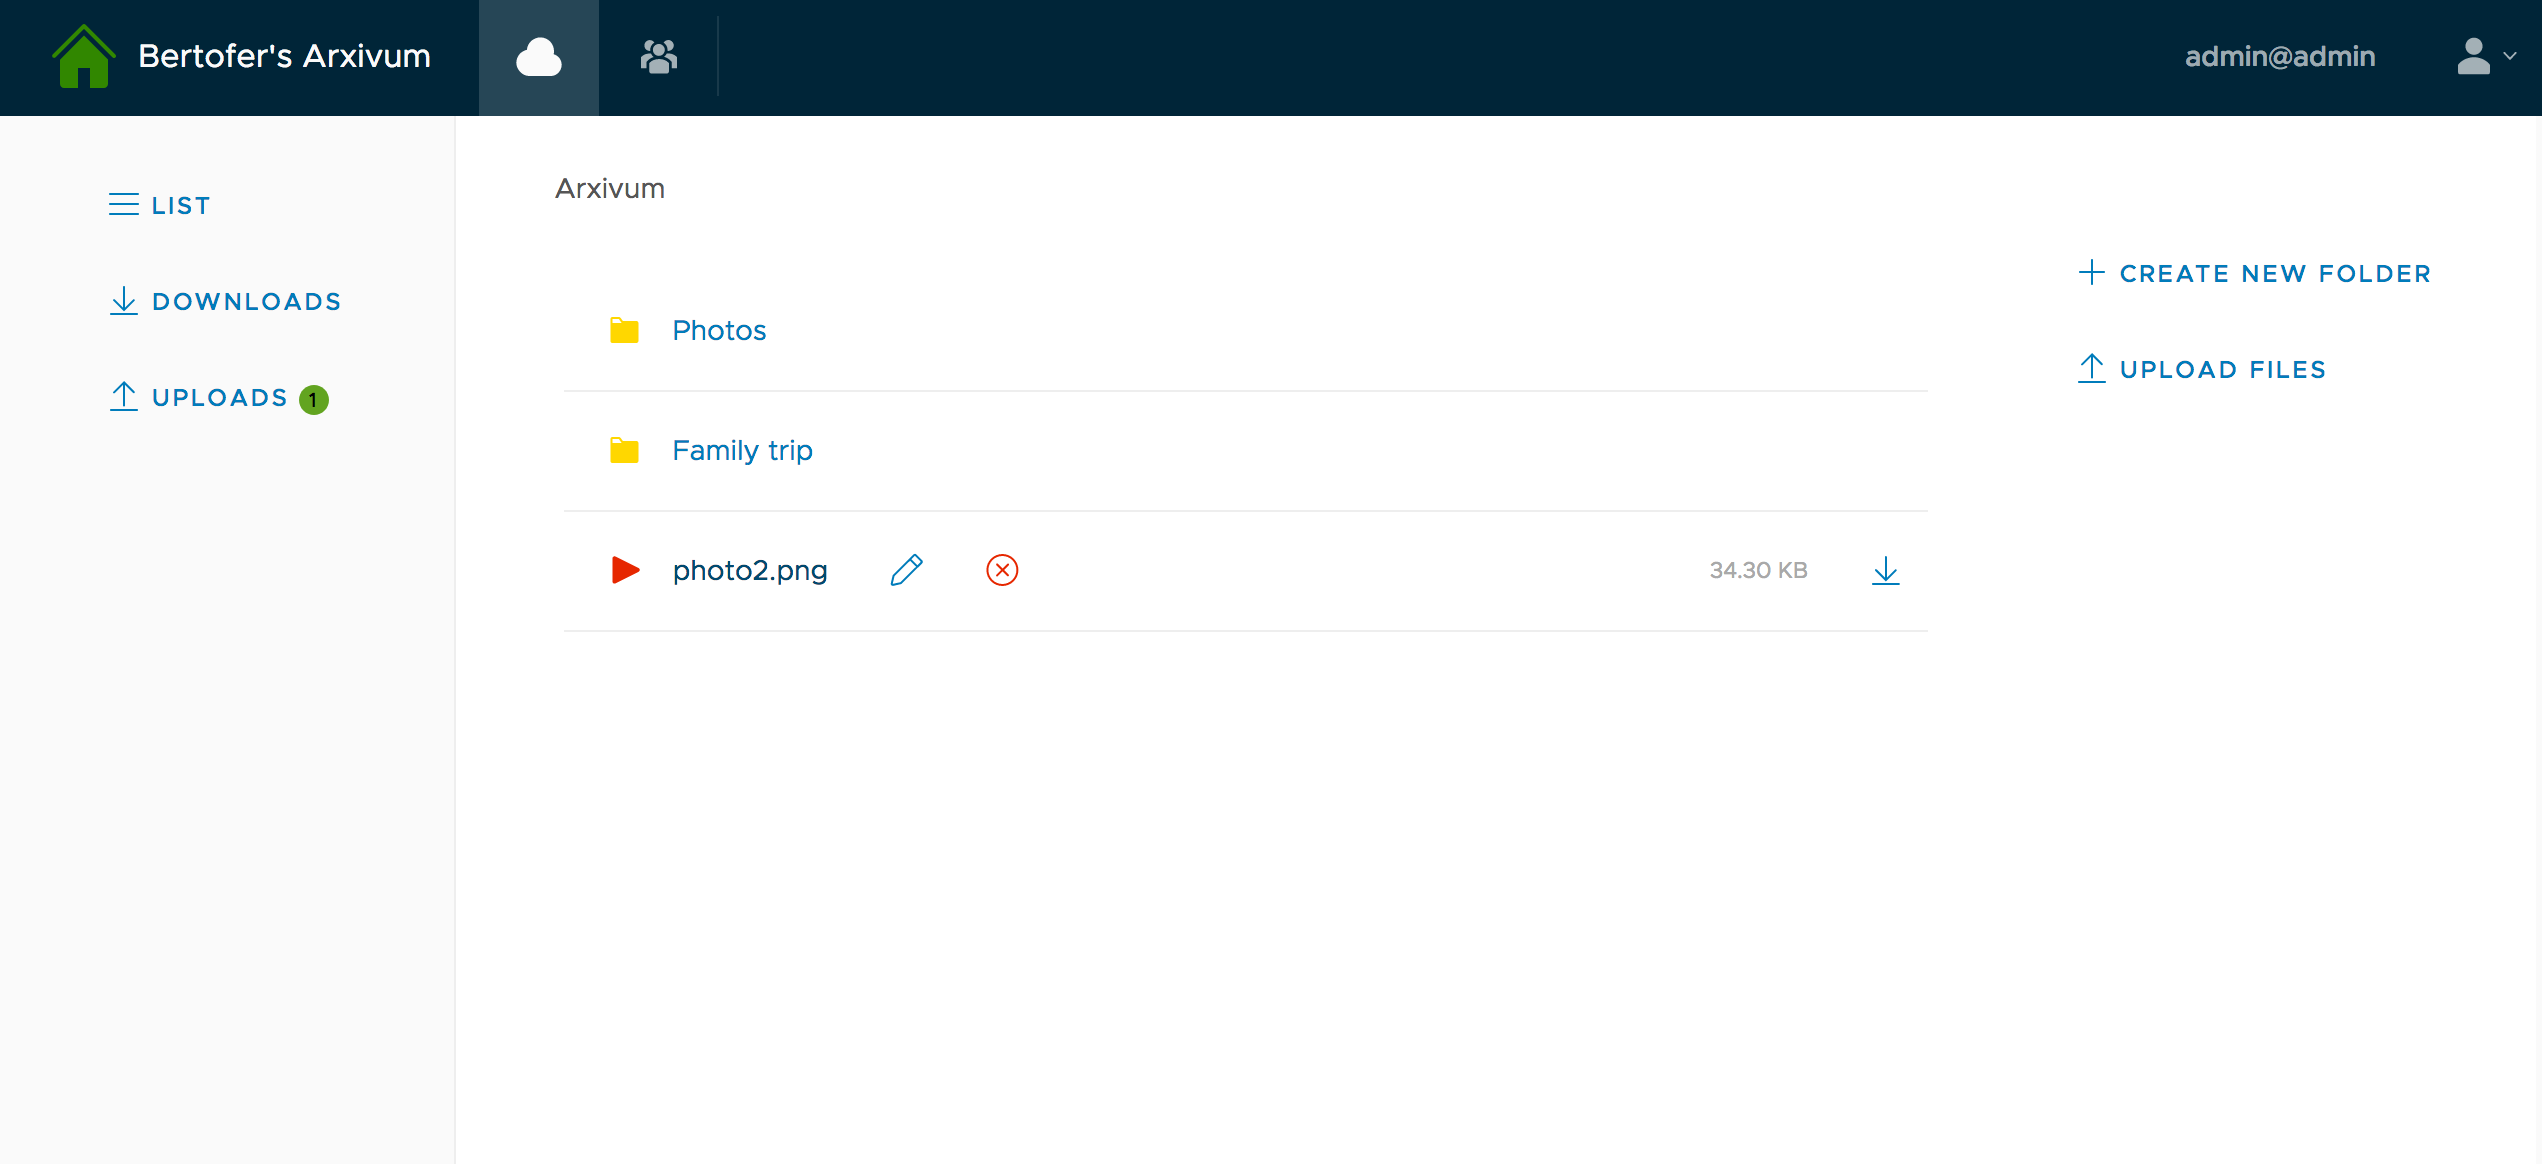 Bertofer's Arxivum
admin@admin
LIST
DOWNLOADS
UPLOADS 1
Arxivum
Photos
Family trip
photo2.png 34.30 KB
CREATE NEW FOLDER
UPLOAD FILES